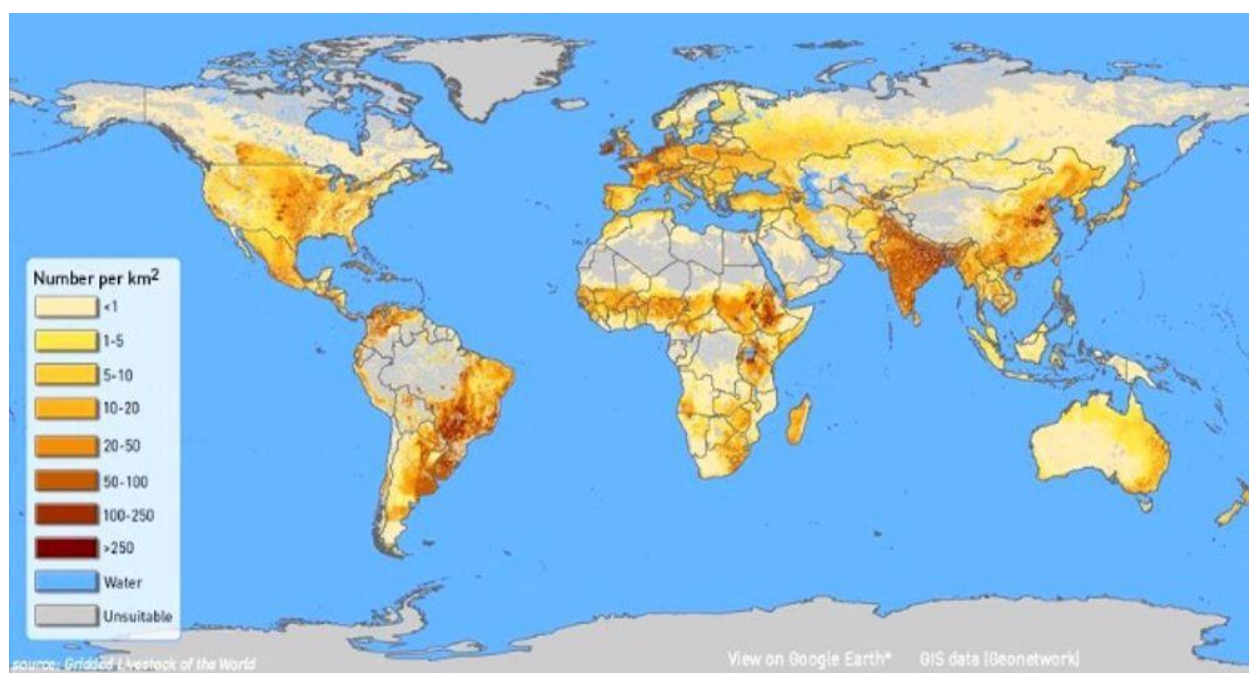 Number per km²
<1
1-5
5-10
10-20
20-50
50-100
100-250
>250
Water
Unsuitable
source: Gridded Livestock of the World
View on Google Earth* GIS data (Geonetwork)